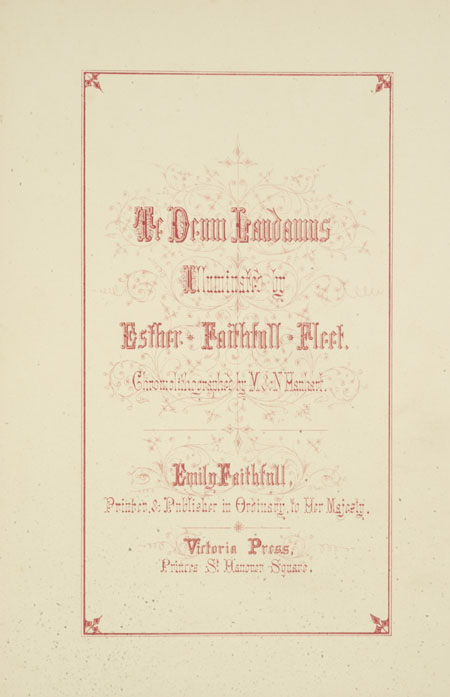 Te Deum Laudamus
Illuminated by
Esther · Faithfull · Fleet.
Chromolithographed by M. & N. Hanhart.
Emily Faithfull,
Printer, & Publisher in Ordinary, to Her Majesty.
Victoria Press,
Princes St. Hanover Square.